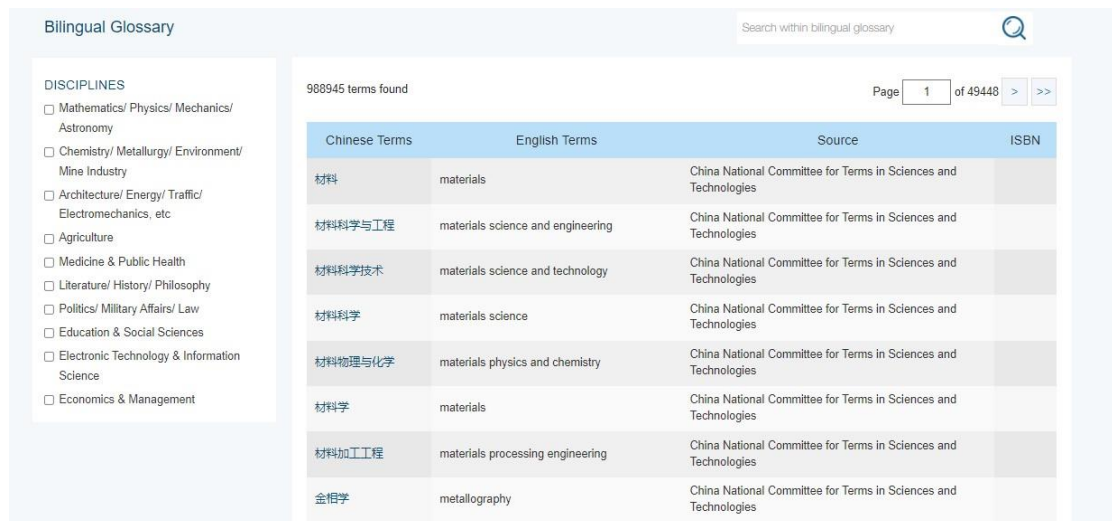 Bilingual Glossary
Search within bilingual glossary
DISCIPLINES
Mathematics/ Physics/ Mechanics/
Astronomy
Chemistry/ Metallurgy/ Environment/
Mine Industry
Architecture/ Energy/ Traffic/
Electromechanics, etc
Agriculture
Medicine & Public Health
Literature/ History/ Philosophy
Politics/ Military Affairs/ Law
Education & Social Sciences
Electronic Technology & Information
Science
Economics & Management
988945 terms found
Page 1 of 49448 > >>
Chinese Terms English Terms Source ISBN
材料 materials China National Committee for Terms in Sciences and
Technologies
材料科学与工程 materials science and engineering China National Committee for Terms in Sciences and
Technologies
材料科学技术 materials science and technology China National Committee for Terms in Sciences and
Technologies
材料科学 materials science China National Committee for Terms in Sciences and
Technologies
材料物理与化学 materials physics and chemistry China National Committee for Terms in Sciences and
Technologies
材料学 materials China National Committee for Terms in Sciences and
Technologies
材料加工工程 materials processing engineering China National Committee for Terms in Sciences and
Technologies
金相学 metallography China National Committee for Terms in Sciences and
Technologies